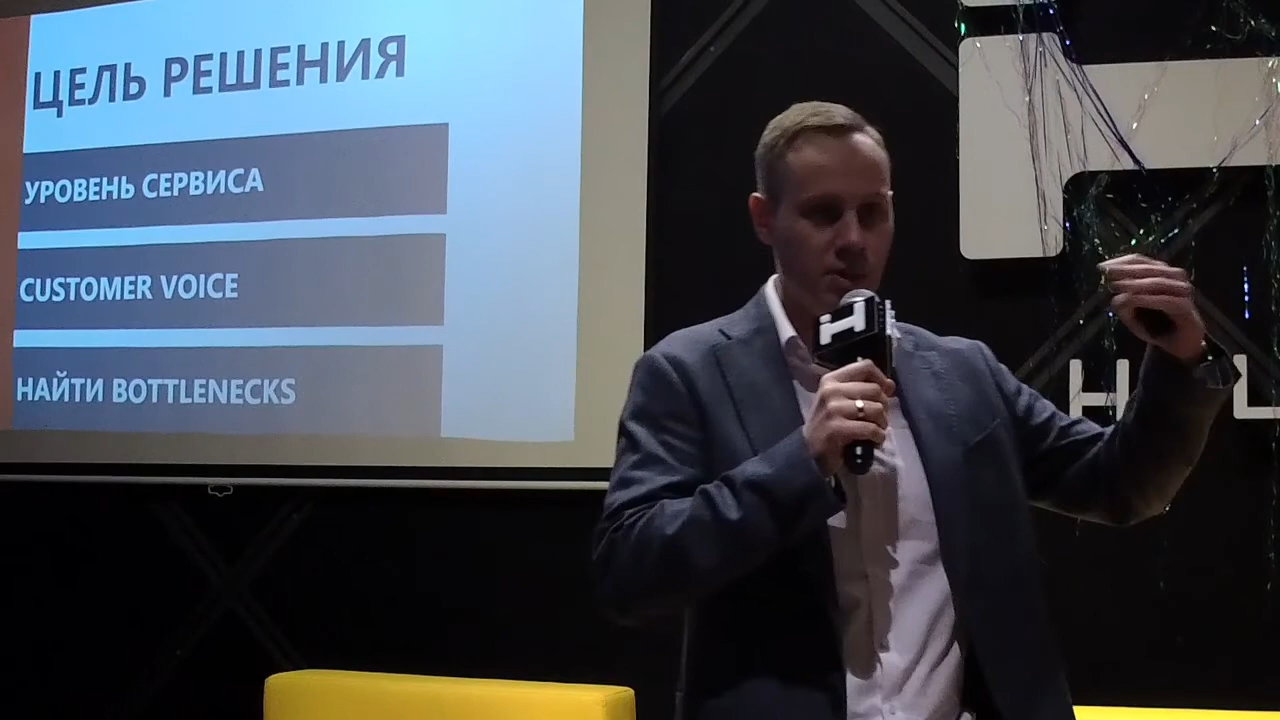 ЦЕЛЬ РЕШЕНИЯ
УРОВЕНЬ СЕРВИСА
CUSTOMER VOICE
НАЙТИ BOTTLENECKS